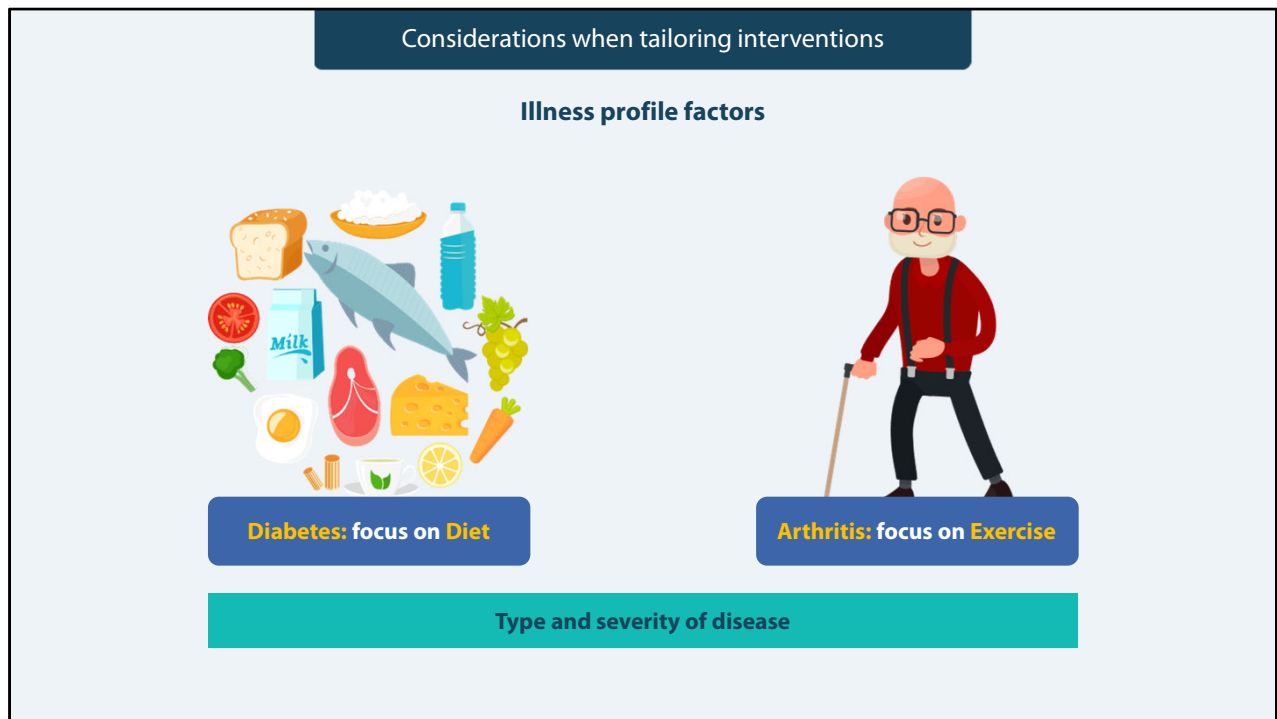 Considerations when tailoring interventions
Illness profile factors
Milk
Diabetes: focus on Diet
Arthritis: focus on Exercise
Type and severity of disease